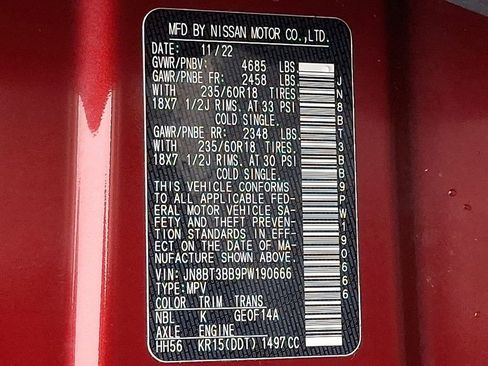 MFD BY NISSAN MOTOR CO.,LTD.
DATE: 11/22
GVWR/PNBV: 4685 LBS.
GAWR/PNBE FR: 2458 LBS.
WITH 235/60R18 TIRES.
18X7 1/2J RIMS, AT 33 PSI
COLD SINGLE.
GAWR/PNBE RR: 2348 LBS.
WITH 235/60R18 TIRES.
18X7 1/2J RIMS, AT 30 PSI
COLD SINGLE.
THIS VEHICLE CONFORMS
TO ALL APPLICABLE FED-
ERAL MOTOR VEHICLE SA-
FETY AND THEFT PREVEN-
TION STANDARDS IN EFF-
ECT ON THE DATE OF MA-
NUFACTURE SHOWN ABOVE.
VIN: JN8BT3BB9PW190666
TYPE:MPV
COLOR TRIM TRANS
NBL K GE0F14A
AXLE ENGINE
HH56 KR15(DDT) 1497 CC
JN8BT3BB9PW190666